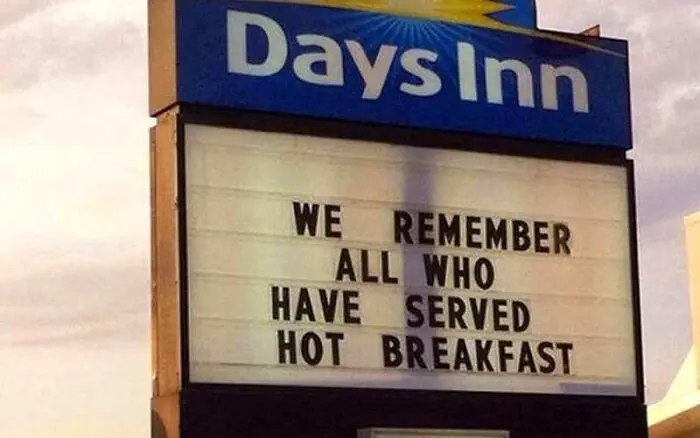 Days Inn
WE REMEMBER
ALL WHO
HAVE SERVED
HOT BREAKFAST